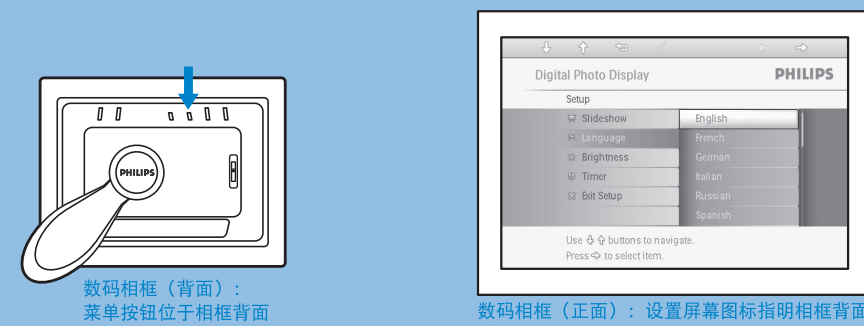 PHILIPS
数码相框（背面）：
菜单按钮位于相框背面
Digital Photo Display
PHILIPS
Setup
Slideshow
English
Language
French
Brightness
German
Timer
Italian
Exit Setup
Russian
Spanish
Use buttons to navigate.
Press to select item.
数码相框（正面）：设置屏幕图标指明相框背面